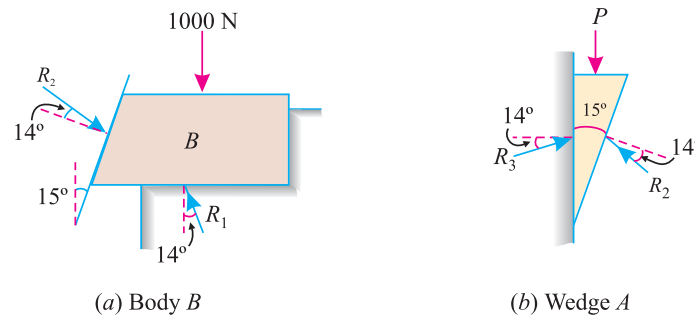 1000 N
R2
14º
B
15º
R1
14º
(a) Body B
P
15º
14º
R3
14
R2
(b) Wedge A